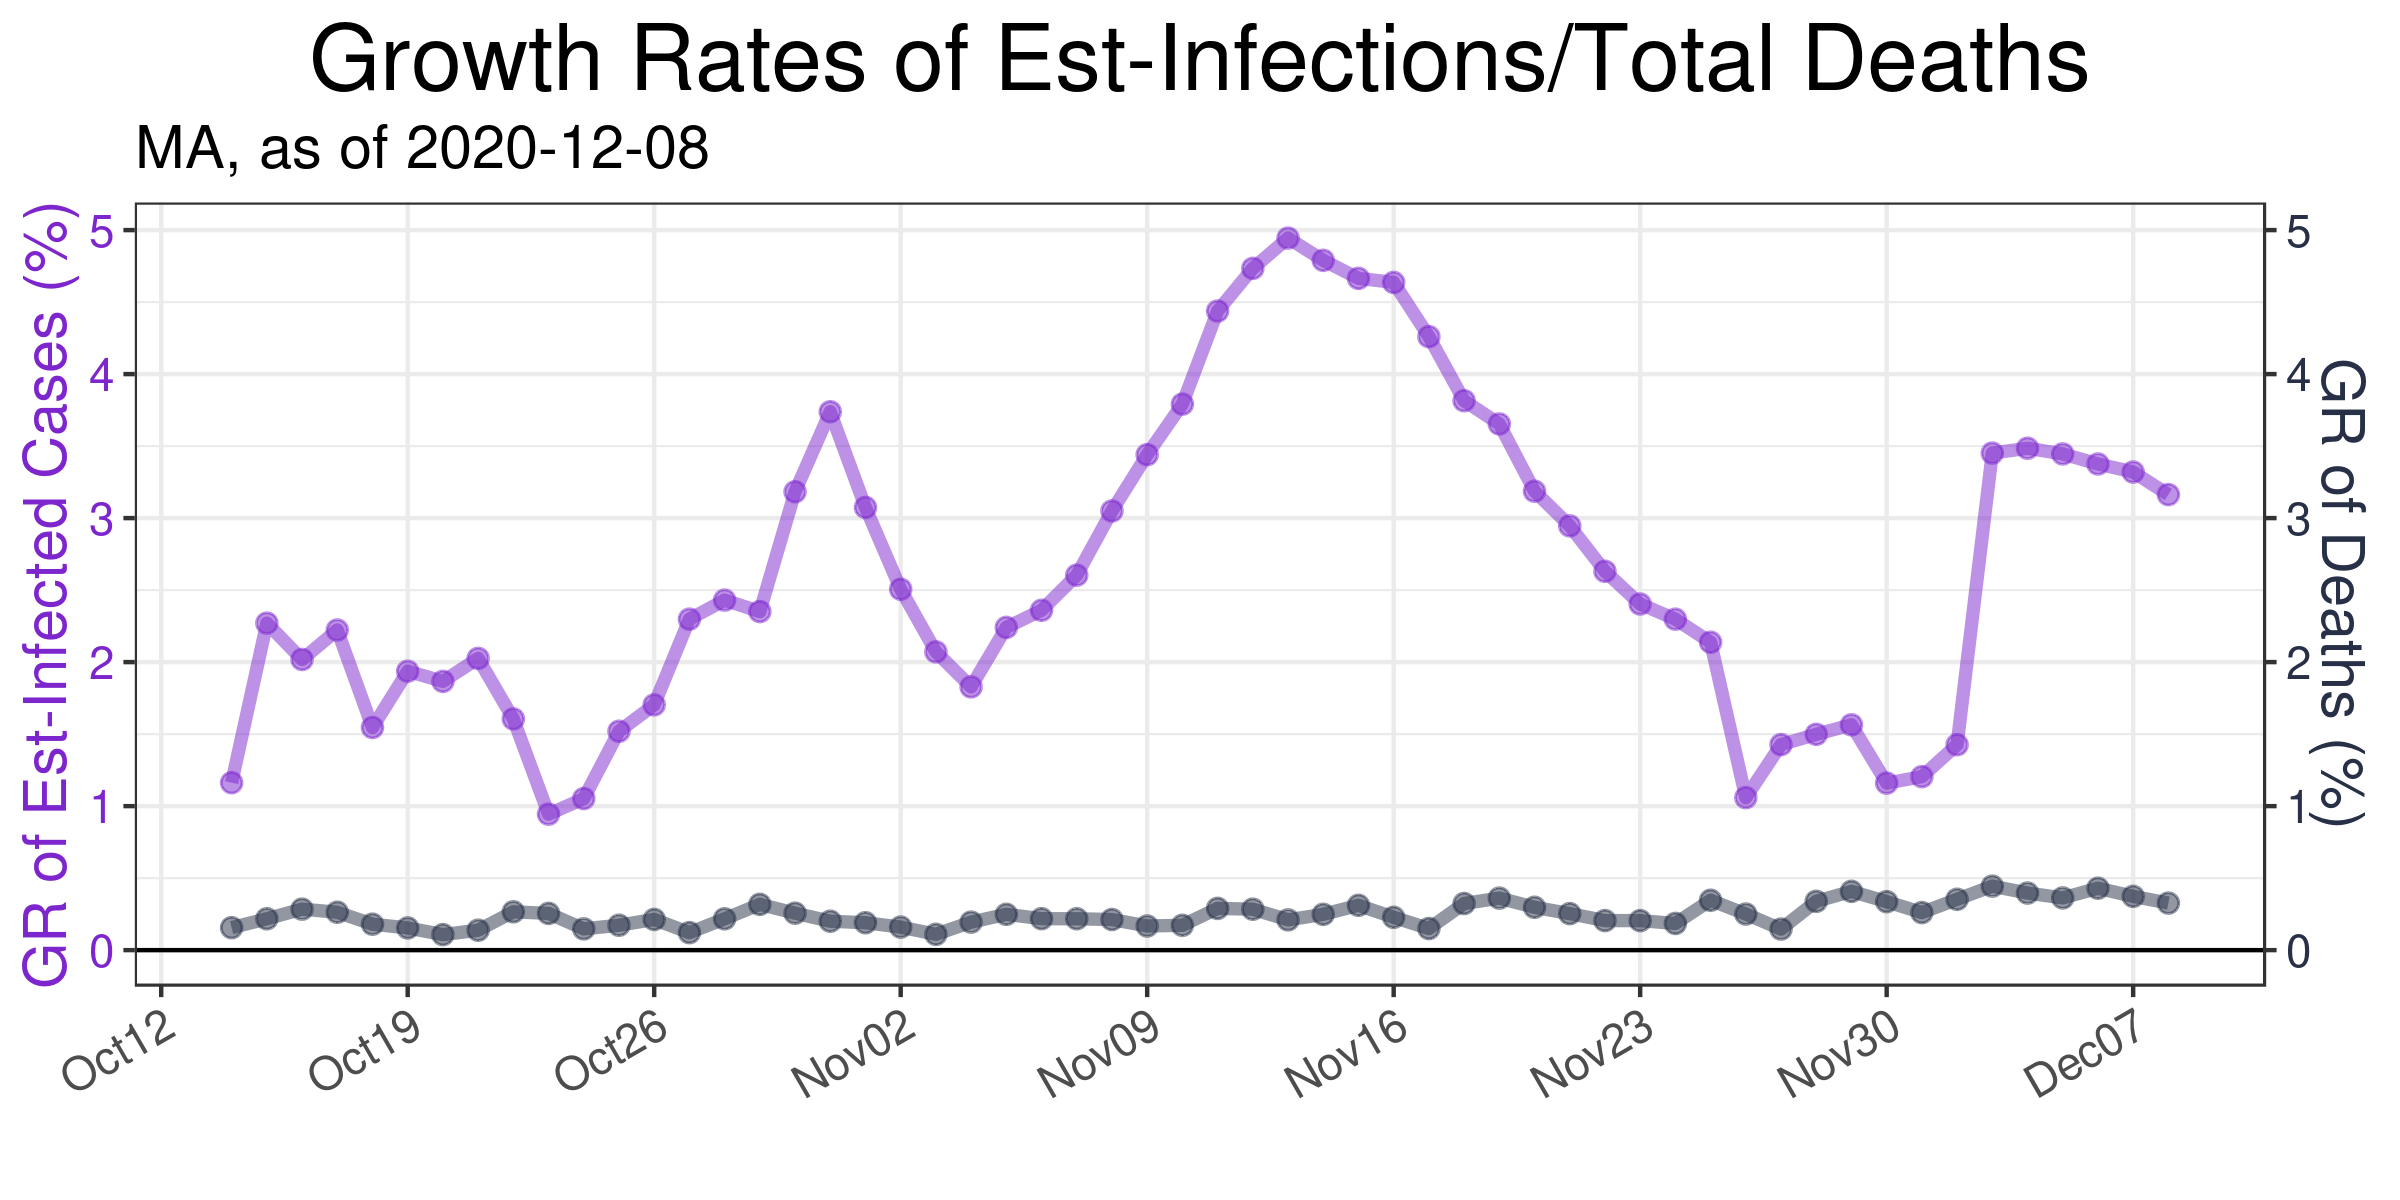 Growth Rates of Est-Infections/Total Deaths
MA, as of 2020-12-08
GR of Est-Infected Cases (%)
5
4
3
2
1
0
5
4
3
2
1
0
GR of Deaths (%)
Oct12
Oct19
Oct26
Nov02
Nov09
Nov16
Nov23
Nov30
Dec07